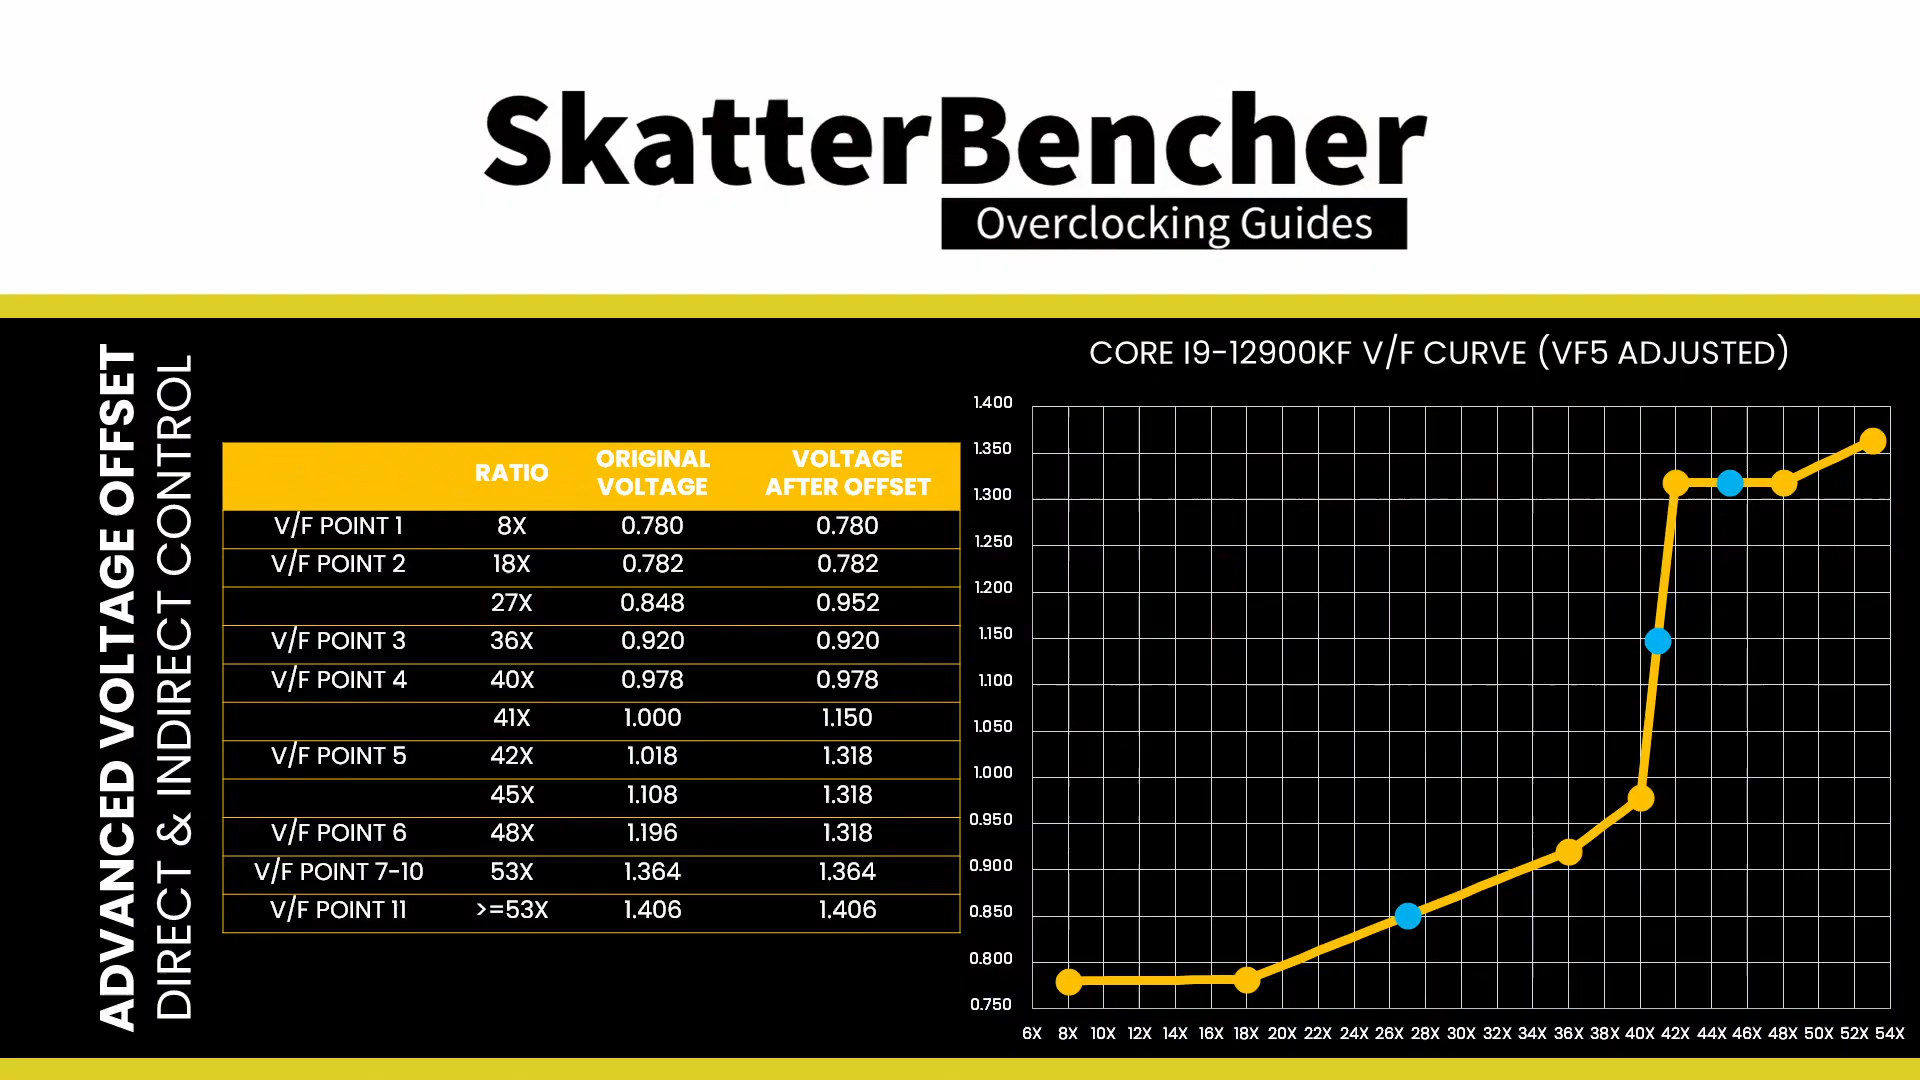 SkatterBencher
Overclocking Guides
ADVANCED VOLTAGE OFFSET
DIRECT & INDIRECT CONTROL
RATIO ORIGINAL VOLTAGE VOLTAGE AFTER OFFSET
V/F POINT 1 8X 0.780 0.780
V/F POINT 2 18X 0.782 0.782
27X 0.848 0.952
V/F POINT 3 36X 0.920 0.920
V/F POINT 4 40X 0.978 0.978
41X 1.000 1.150
V/F POINT 5 42X 1.018 1.318
45X 1.108 1.318
V/F POINT 6 48X 1.196 1.318
V/F POINT 7-10 53X 1.364 1.364
V/F POINT 11 >=53X 1.406 1.406
CORE I9-12900KF V/F CURVE (VF5 ADJUSTED)
1.400
1.350
1.300
1.250
1.200
1.150
1.100
1.050
1.000
0.950
0.900
0.850
0.800
0.750
6X 8X 10X 12X 14X 16X 18X 20X 22X 24X 26X 28X 30X 32X 34X 36X 38X 40X 42X 44X 46X 48X 50X 52X 54X